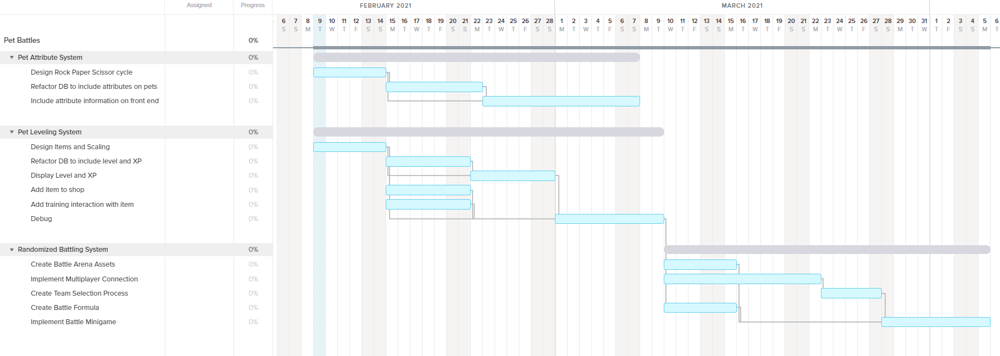 Assigned Progress FEBRUARY 2021 MARCH 2021
6 7 8 9 10 11 12 13 14 15 16 17 18 19 20 21 22 23 24 25 26 27 28 1 2 3 4 5 6 7 8 9 10 11 12 13 14 15 16 17 18 19 20 21 22 23 24 25 26 27 28 29 30 31 1 2 3 4 5 6
S S M T W T F S S M T W T F S S M T W T F S S M T W T F S S M T W T F S S M T W T F S S M T W T F S S M T W T F S S M T
Pet Battles 0%
Pet Attribute System 0%
Design Rock Paper Scissor cycle 0%
Refactor DB to include attributes on pets 0%
Include attribute information on front end 0%
Pet Leveling System 0%
Design Items and Scaling 0%
Refactor DB to include level and XP 0%
Display Level and XP 0%
Add item to shop 0%
Add training interaction with item 0%
Debug 0%
Randomized Battling System 0%
Create Battle Arena Assets 0%
Implement Multiplayer Connection 0%
Create Team Selection Process 0%
Create Battle Formula 0%
Implement Battle Minigame 0%